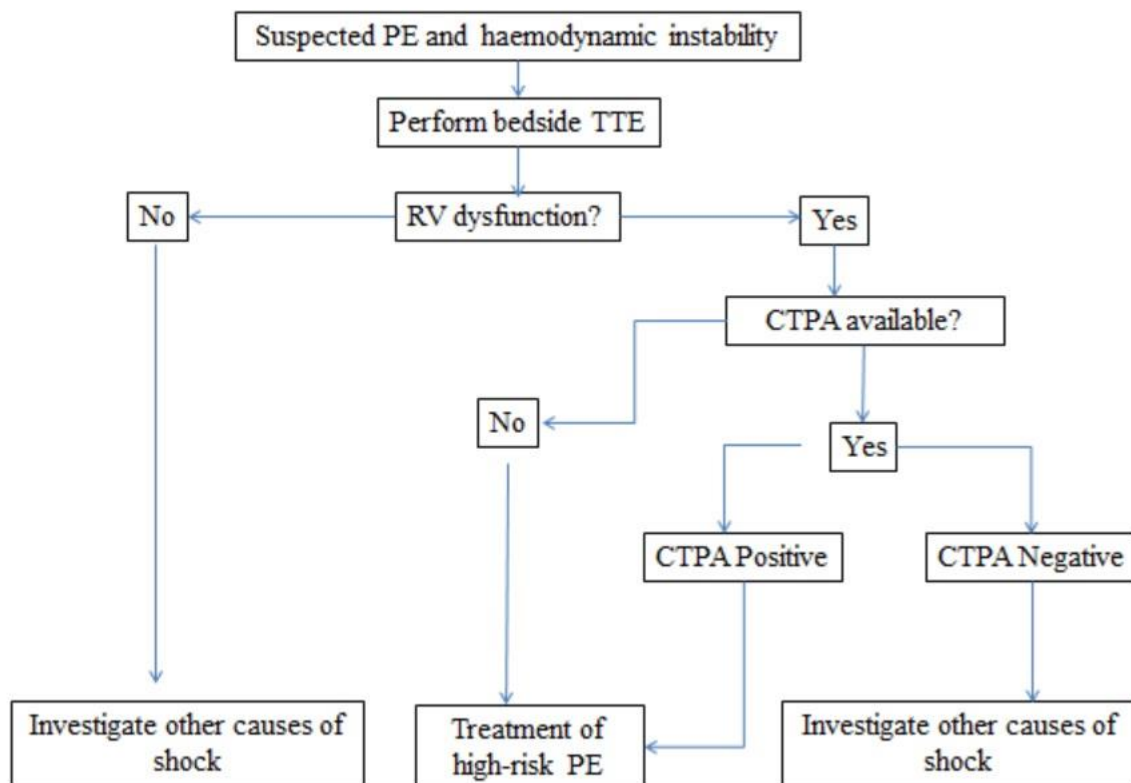 Suspected PE and haemodynamic instability
Perform bedside TTE
No
RV dysfunction?
Yes
CTPA available?
No
Yes
CTPA Positive
CTPA Negative
Investigate other causes of
shock
Treatment of
high-risk PE
Investigate other causes of
shock